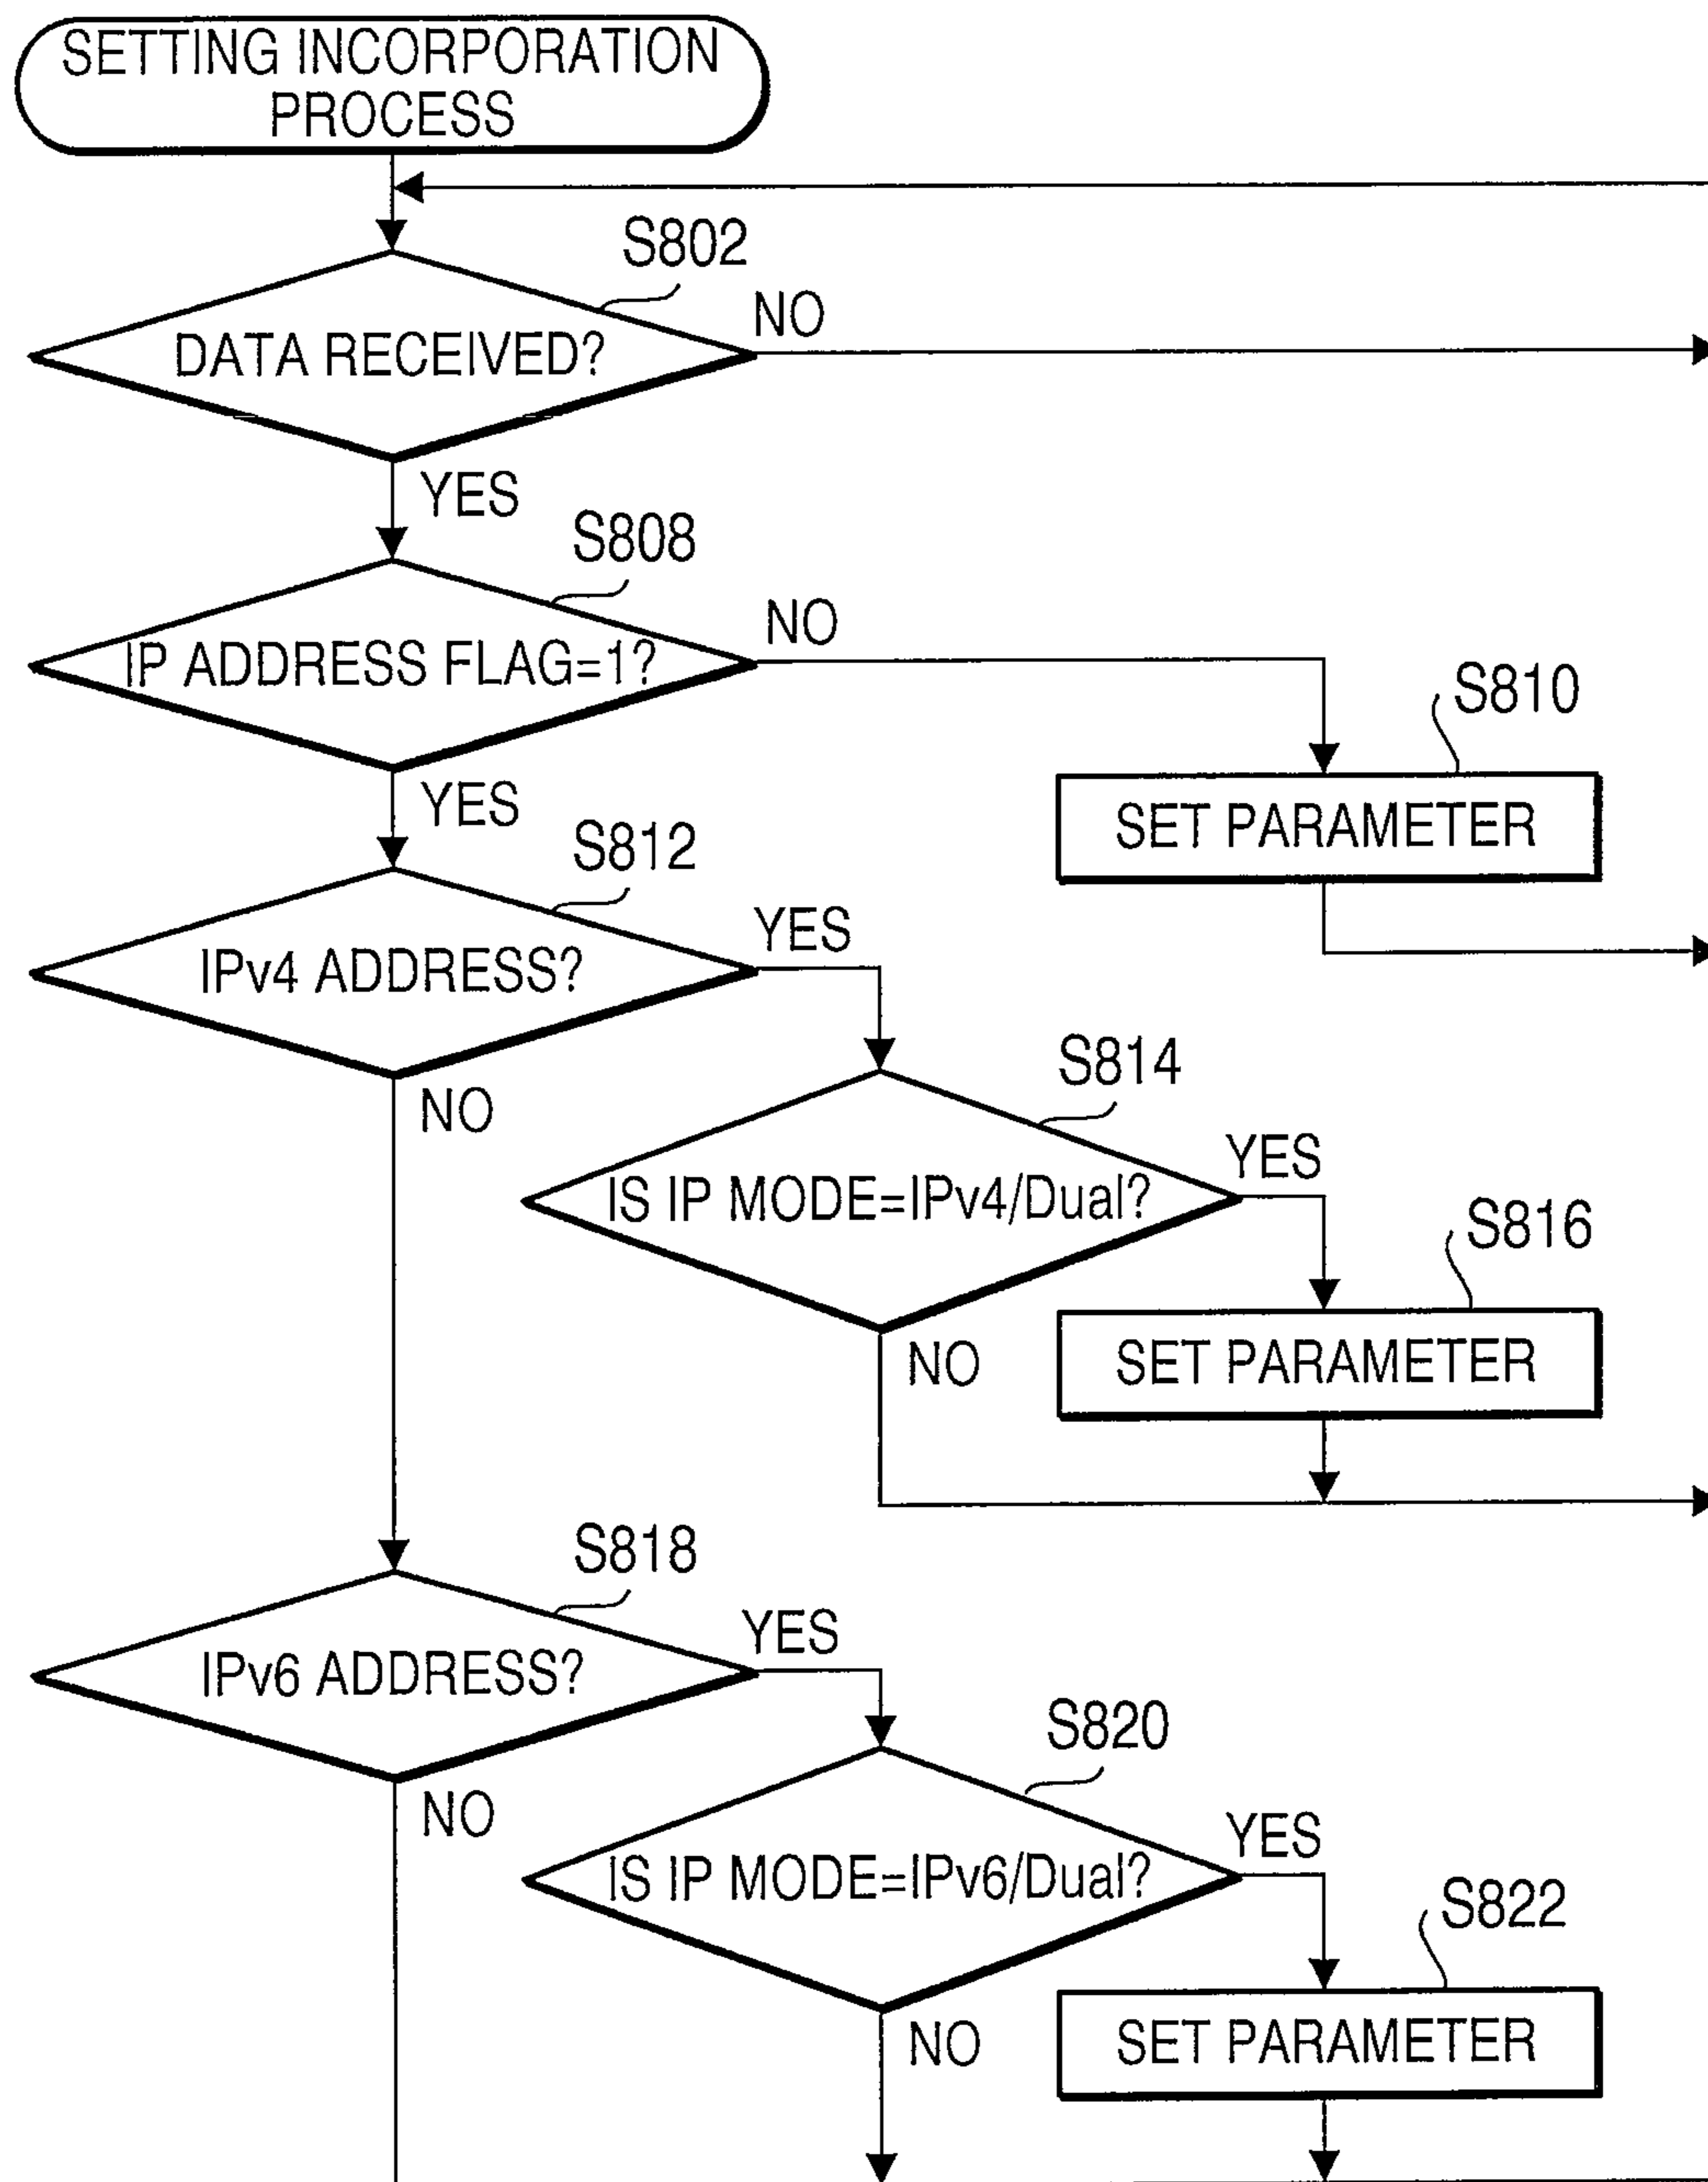 SETTING INCORPORATION
PROCESS
S802
DATA RECEIVED?
NO
YES
S808
IP ADDRESS FLAG=1?
NO
YES
S810
SET PARAMETER
S812
IPv4 ADDRESS?
YES
NO
S814
IS IP MODE=IPv4/Dual?
YES
NO
S816
SET PARAMETER
S818
IPv6 ADDRESS?
YES
NO
S820
IS IP MODE=IPv6/Dual?
YES
NO
S822
SET PARAMETER